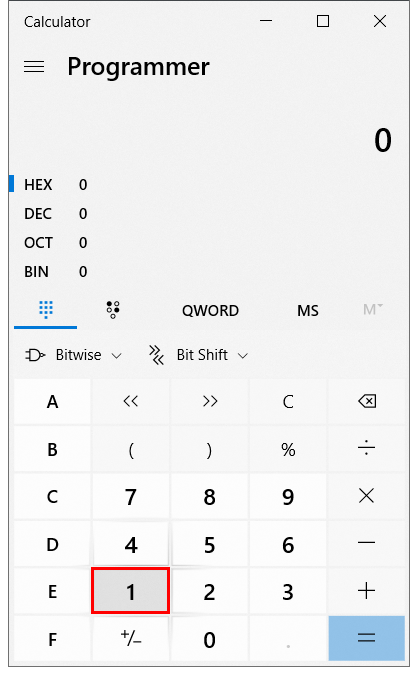 Calculator
Programmer
0
HEX 0
DEC 0
OCT 0
BIN 0
QWORD MS M
Bitwise Bit Shift
A << >> C
B ( ) % ÷
C 7 8 9 ×
D 4 5 6 −
E 1 2 3 +
F +/− 0 . =